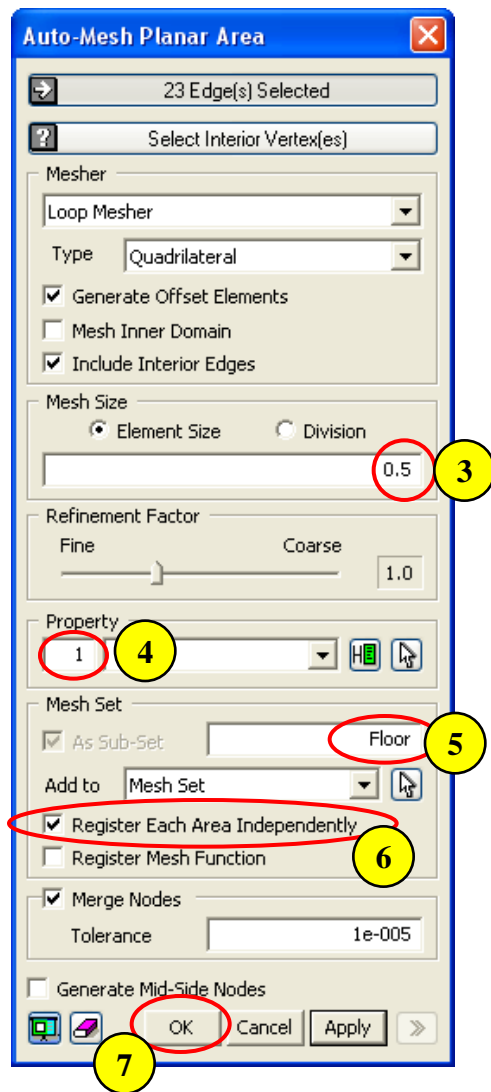 Auto-Mesh Planar Area
23 Edge(s) Selected
? Select Interior Vertex(es)
Mesher
Loop Mesher
Type Quadrilateral
Generate Offset Elements
Mesh Inner Domain
Include Interior Edges
Mesh Size
Element Size Division
0.5 3
Refinement Factor
Fine Coarse
1.0
Property
1 4
Mesh Set
As Sub-Set Floor 5
Add to Mesh Set
Register Each Area Independently
Register Mesh Function 6
Merge Nodes
Tolerance 1e-005
Generate Mid-Side Nodes
OK Cancel Apply >>
7